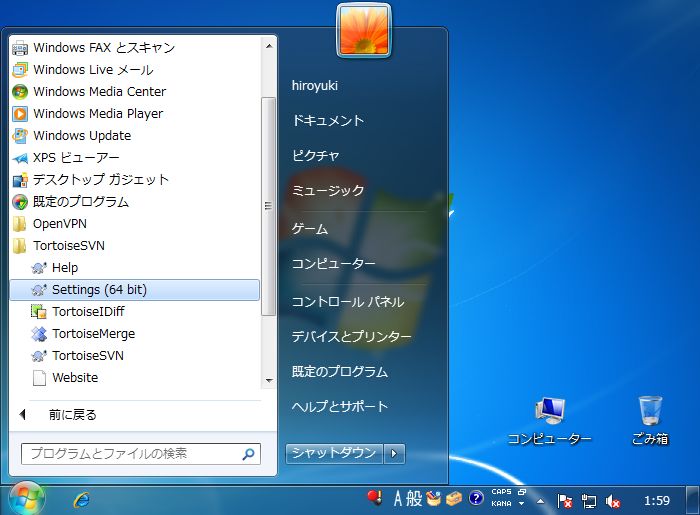 Windows FAX とスキャン
Windows Live メール
Windows Media Center
Windows Media Player
Windows Update
XPS ビューアー
デスクトップ ガジェット
既定のプログラム
OpenVPN
TortoiseSVN
Help
Settings (64 bit)
TortoiseIDiff
TortoiseMerge
TortoiseSVN
Website
前に戻る
プログラムとファイルの検索
hiroyuki
ドキュメント
ピクチャ
ミュージック
ゲーム
コンピューター
コントロール パネル
デバイスとプリンター
既定のプログラム
ヘルプとサポート
シャットダウン
コンピューター
ごみ箱
A 般
CAPS
KANA
1:59